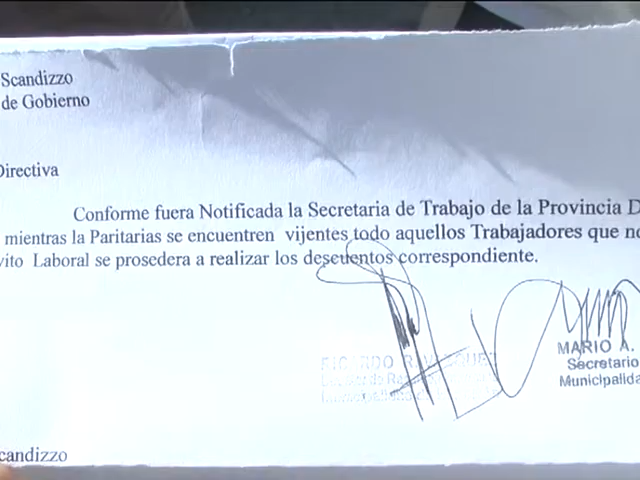 Scandizzo
de Gobierno
Directiva
Conforme fuera Notificada la Secretaria de Trabajo de la Provincia D
mientras la Paritarias se encuentren vijentes todo aquellos Trabajadores que no
vito Laboral se prosedera a realizar los descuentos correspondiente.
MARIO A.
Secretario
Municipalida
candizzo